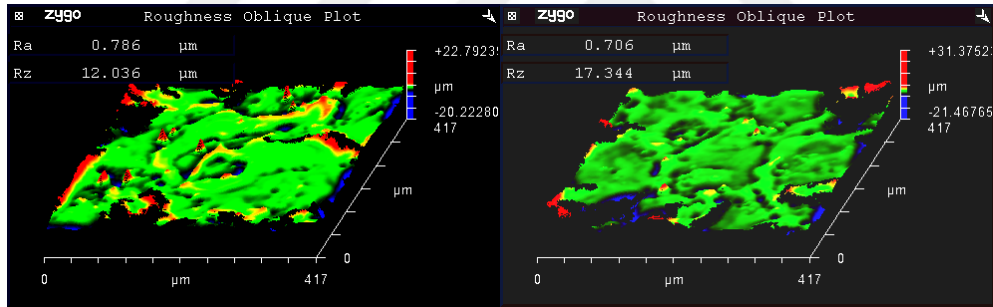 zygo Roughness Oblique Plot
Ra 0.786 µm
Rz 12.036 µm
+22.79239
µm
-20.22280
417
µm
0
0 µm 417
zygo Roughness Oblique Plot
Ra 0.706 µm
Rz 17.344 µm
µm
-21.46765
417
µm
0
0 µm 417